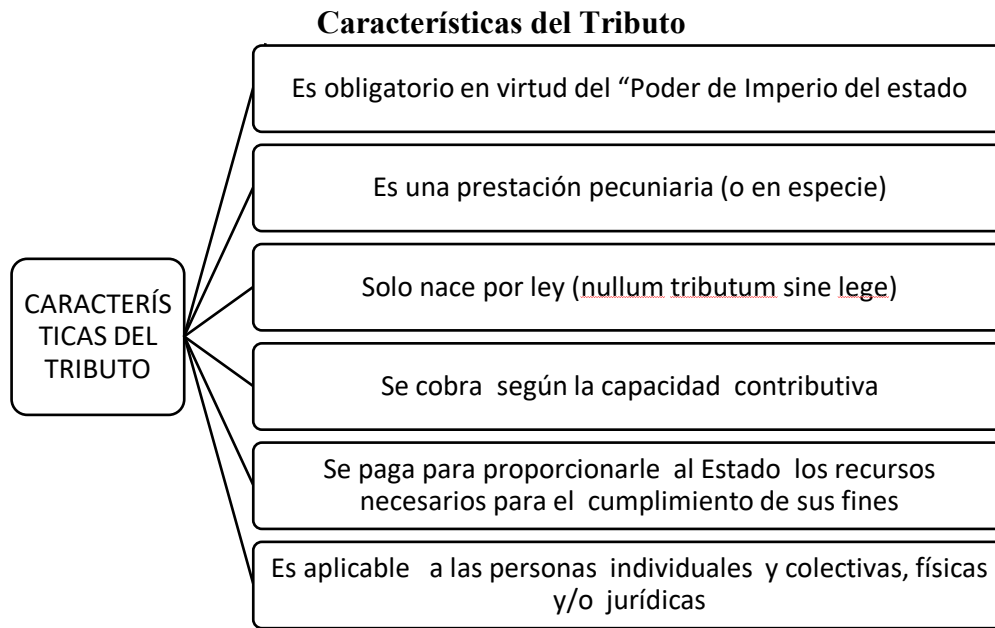 Características del Tributo
Es obligatorio en virtud del “Poder de Imperio del estado
Es una prestación pecuniaria (o en especie)
Solo nace por ley (nullum tributum sine lege)
CARACTERÍS
TICAS DEL
TRIBUTO
Se cobra según la capacidad contributiva
Se paga para proporcionarle al Estado los recursos
necesarios para el cumplimiento de sus fines
Es aplicable a las personas individuales y colectivas, físicas
y/o jurídicas